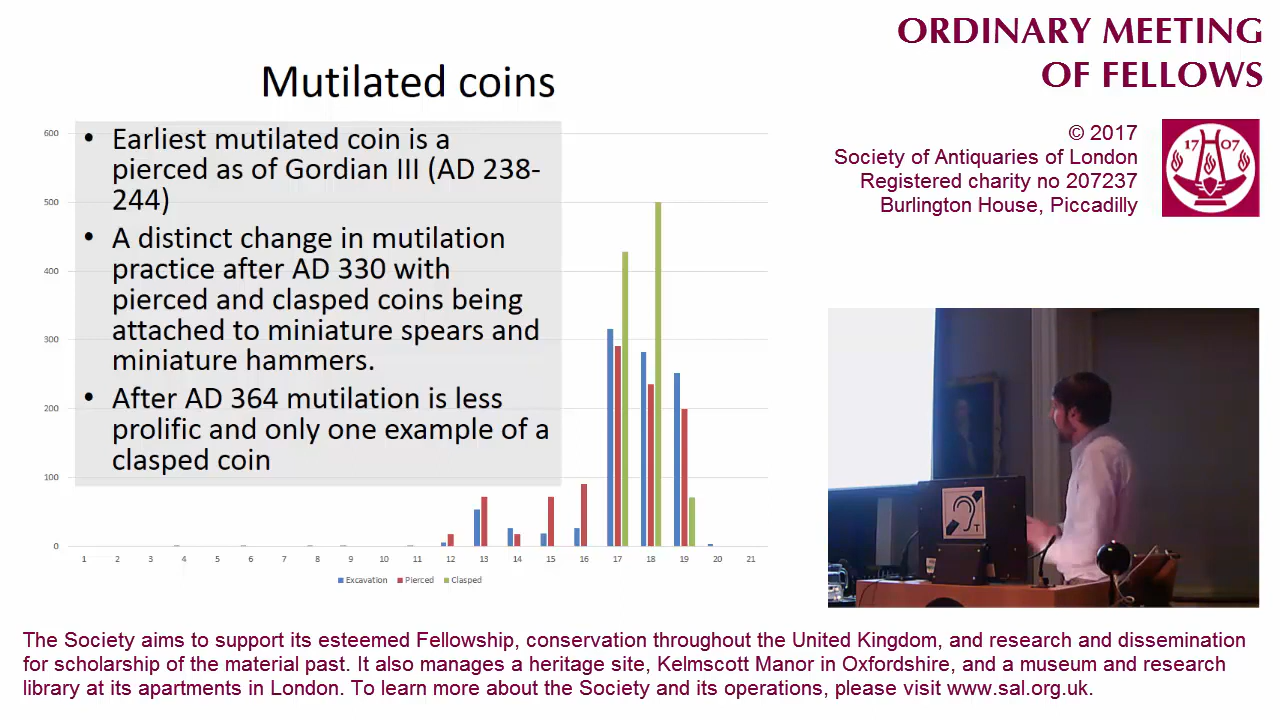 ORDINARY MEETING
OF FELLOWS
© 2017
Society of Antiquaries of London
Registered charity no 207237
Burlington House, Piccadilly
17 07
Mutilated coins
• Earliest mutilated coin is a
pierced as of Gordian III (AD 238-
244)
• A distinct change in mutilation
practice after AD 330 with
pierced and clasped coins being
attached to miniature spears and
miniature hammers.
• After AD 364 mutilation is less
prolific and only one example of a
clasped coin
600
500
400
300
200
100
0
1 2 3 4 5 6 7 8 9 10 11 12 13 14 15 16 17 18 19 20 21
Excavation Pierced Clasped
T
The Society aims to support its esteemed Fellowship, conservation throughout the United Kingdom, and research and dissemination
for scholarship of the material past. It also manages a heritage site, Kelmscott Manor in Oxfordshire, and a museum and research
library at its apartments in London. To learn more about the Society and its operations, please visit www.sal.org.uk.